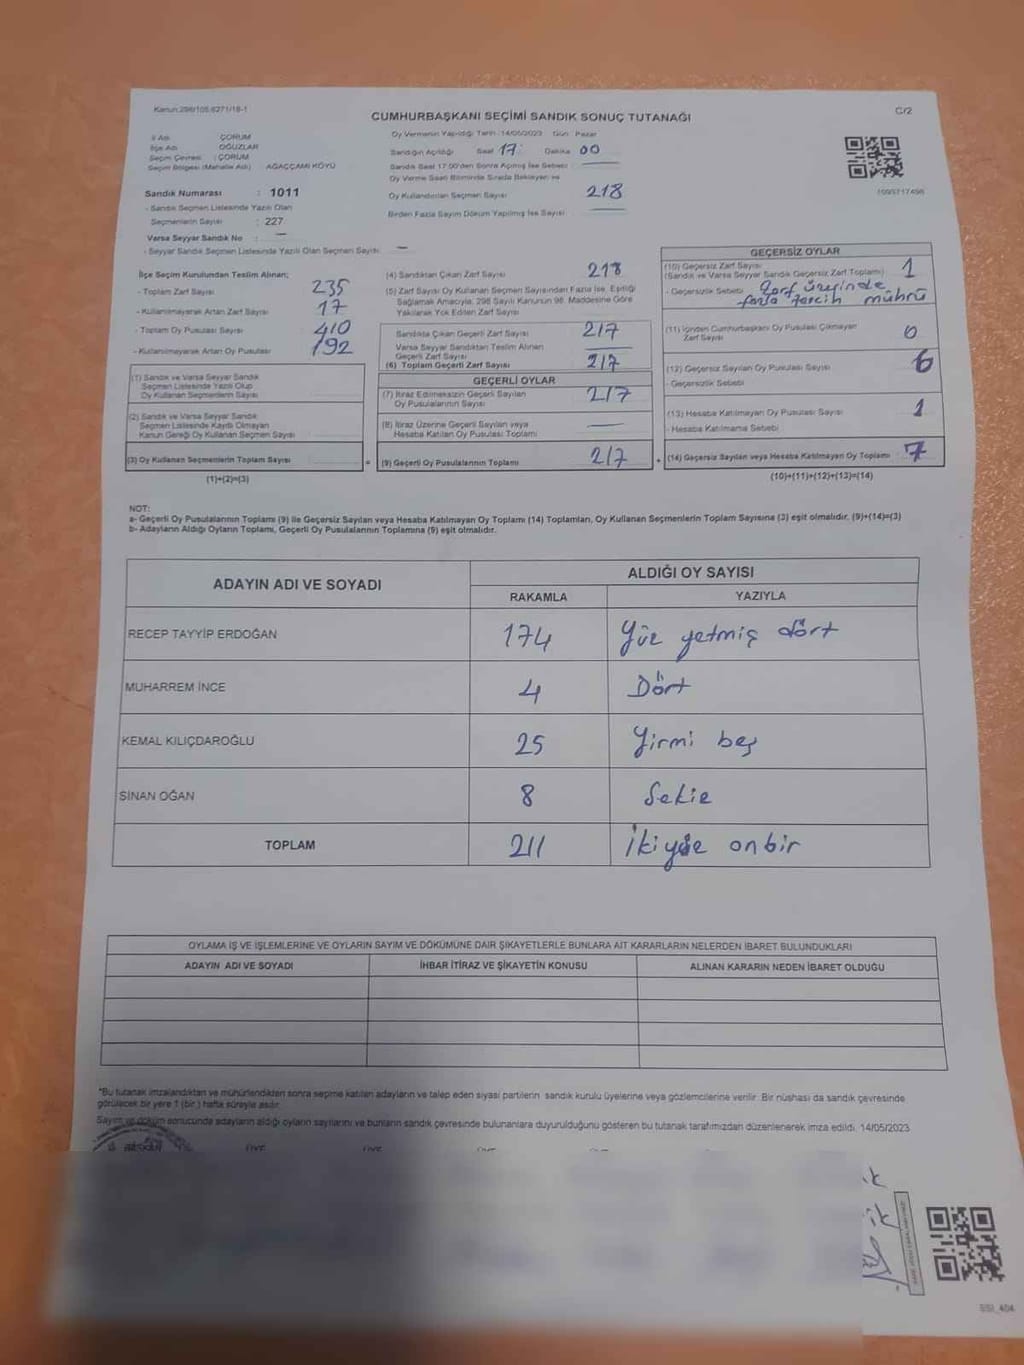 Kanun:298/105,6271/18-1
CUMHURBAŞKANI SEÇİMİ SANDIK SONUÇ TUTANAĞI
C/2
İl Adı ÇORUM
İlçe Adı OĞUZLAR
Seçim Çevresi : ÇORUM
Seçim Bölgesi (Mahalle Adı) : AĞAÇÇAMI KÖYÜ
Sandık Numarası : 1011
- Sandık Seçmen Listesinde Yazılı Olan
Seçmenlerin Sayısı : 227
Varsa Seyyar Sandık No : —
- Seyyar Sandık Seçmen Listesinde Yazılı Olan Seçmen Sayısı : —
Oy Vermenin Yapıldığı Tarih :14/05/2023 Gün : Pazar
Sandığın Açıldığı Saat 17: Dakika 00
Sandık Saat 17:00'den Sonra Açılmış İse Sebebi : —
Oy Verme Saati Bitiminde Sırada Bekleyen ve
Oy Kullandırılan Seçmen Sayısı 218
Birden Fazla Sayım Döküm Yapılmış İse Sayısı : —
1095717498
İlçe Seçim Kurulundan Teslim Alınan;
- Toplam Zarf Sayısı 235
- Kullanılmayarak Artan Zarf Sayısı 17
- Toplam Oy Pusulası Sayısı 410
- Kullanılmayarak Artan Oy Pusulası 192
(1) Sandık ve Varsa Seyyar Sandık
Seçmen Listesinde Yazılı Olup
Oy Kullanan Seçmenlerin Sayısı
(2) Sandık ve Varsa Seyyar Sandık
Seçmen Listesinde Kaydı Olmayan
Kanun Gereği Oy Kullanan Seçmen Sayısı
(3) Oy Kullanan Seçmenlerin Toplam Sayısı =
(1)+(2)=(3)
(4) Sandıktan Çıkan Zarf Sayısı 218
(5) Zarf Sayısı Oy Kullanan Seçmen Sayısından Fazla İse, Eşitliği
Sağlamak Amacıyla, 298 Sayılı Kanunun 98. Maddesine Göre
Yakılarak Yok Edilen Zarf Sayısı
Sandıkta Çıkan Geçerli Zarf Sayısı 217
Varsa Seyyar Sandıktan Teslim Alınan
Geçerli Zarf Sayısı
(6) Toplam Geçerli Zarf Sayısı 217
GEÇERLİ OYLAR
(7) İtiraz Edilmeksizin Geçerli Sayılan
Oy Pusulalarının Sayısı 217
(8) İtiraz Üzerine Geçerli Sayılan veya
Hesaba Katılan Oy Pusulası Toplamı —
(9) Geçerli Oy Pusulalarının Toplamı 217 +
GEÇERSİZ OYLAR
(10) Geçersiz Zarf Sayısı
(Sandık ve Varsa Seyyar Sandık Geçersiz Zarf Toplamı) 1
- Geçersizlik Sebebi Zarf üzerinde
fazla tercih mührü
(11) İçinden Cumhurbaşkanı Oy Pusulası Çıkmayan
Zarf Sayısı 0
(12) Geçersiz Sayılan Oy Pusulası Sayısı 6
- Geçersizlik Sebebi
(13) Hesaba Katılmayan Oy Pusulası Sayısı 1
- Hesaba Katılmama Sebebi
(14) Geçersiz Sayılan veya Hesaba Katılmayan Oy Toplamı 7
(10)+(11)+(12)+(13)=(14)
NOT:
a- Geçerli Oy Pusulalarının Toplamı (9) ile Geçersiz Sayılan veya Hesaba Katılmayan Oy Toplamı (14) Toplamları, Oy Kullanan Seçmenlerin Toplam Sayısına (3) eşit olmalıdır. (9)+(14)=(3)
b- Adayların Aldığı Oyların Toplamı, Geçerli Oy Pusulalarının Toplamına (9) eşit olmalıdır.
ADAYIN ADI VE SOYADI ALDIĞI OY SAYISI
RAKAMLA YAZIYLA
RECEP TAYYİP ERDOĞAN 174 Yüz yetmiş dört
MUHARREM İNCE 4 Dört
KEMAL KILIÇDAROĞLU 25 Yirmi beş
SİNAN OĞAN 8 Sekiz
TOPLAM 211 İkiyüz onbir
OYLAMA İŞ VE İŞLEMLERİNE VE OYLARIN SAYIM VE DÖKÜMÜNE DAİR ŞİKAYETLERLE BUNLARA AİT KARARLARIN NELERDEN İBARET BULUNDUKLARI
ADAYIN ADI VE SOYADI İHBAR İTİRAZ VE ŞİKAYETİN KONUSU ALINAN KARARIN NEDEN İBARET OLDUĞU
*Bu tutanak imzalandıktan ve mühürlendikten sonra seçime katılan adayların ve talep eden siyasi partilerin sandık kurulu üyelerine veya gözlemcilerine verilir. Bir nüshası da sandık çevresinde
görülecek bir yere 1 (bir) hafta süreyle asılır.
Sayım ve döküm sonucunda adayların aldığı oyların sayılarını ve bunların sandık çevresinde bulunanlara duyurulduğunu gösteren bu tutanak tarafımızdan düzenlenerek imza edildi. 14/05/2023
SSI_404